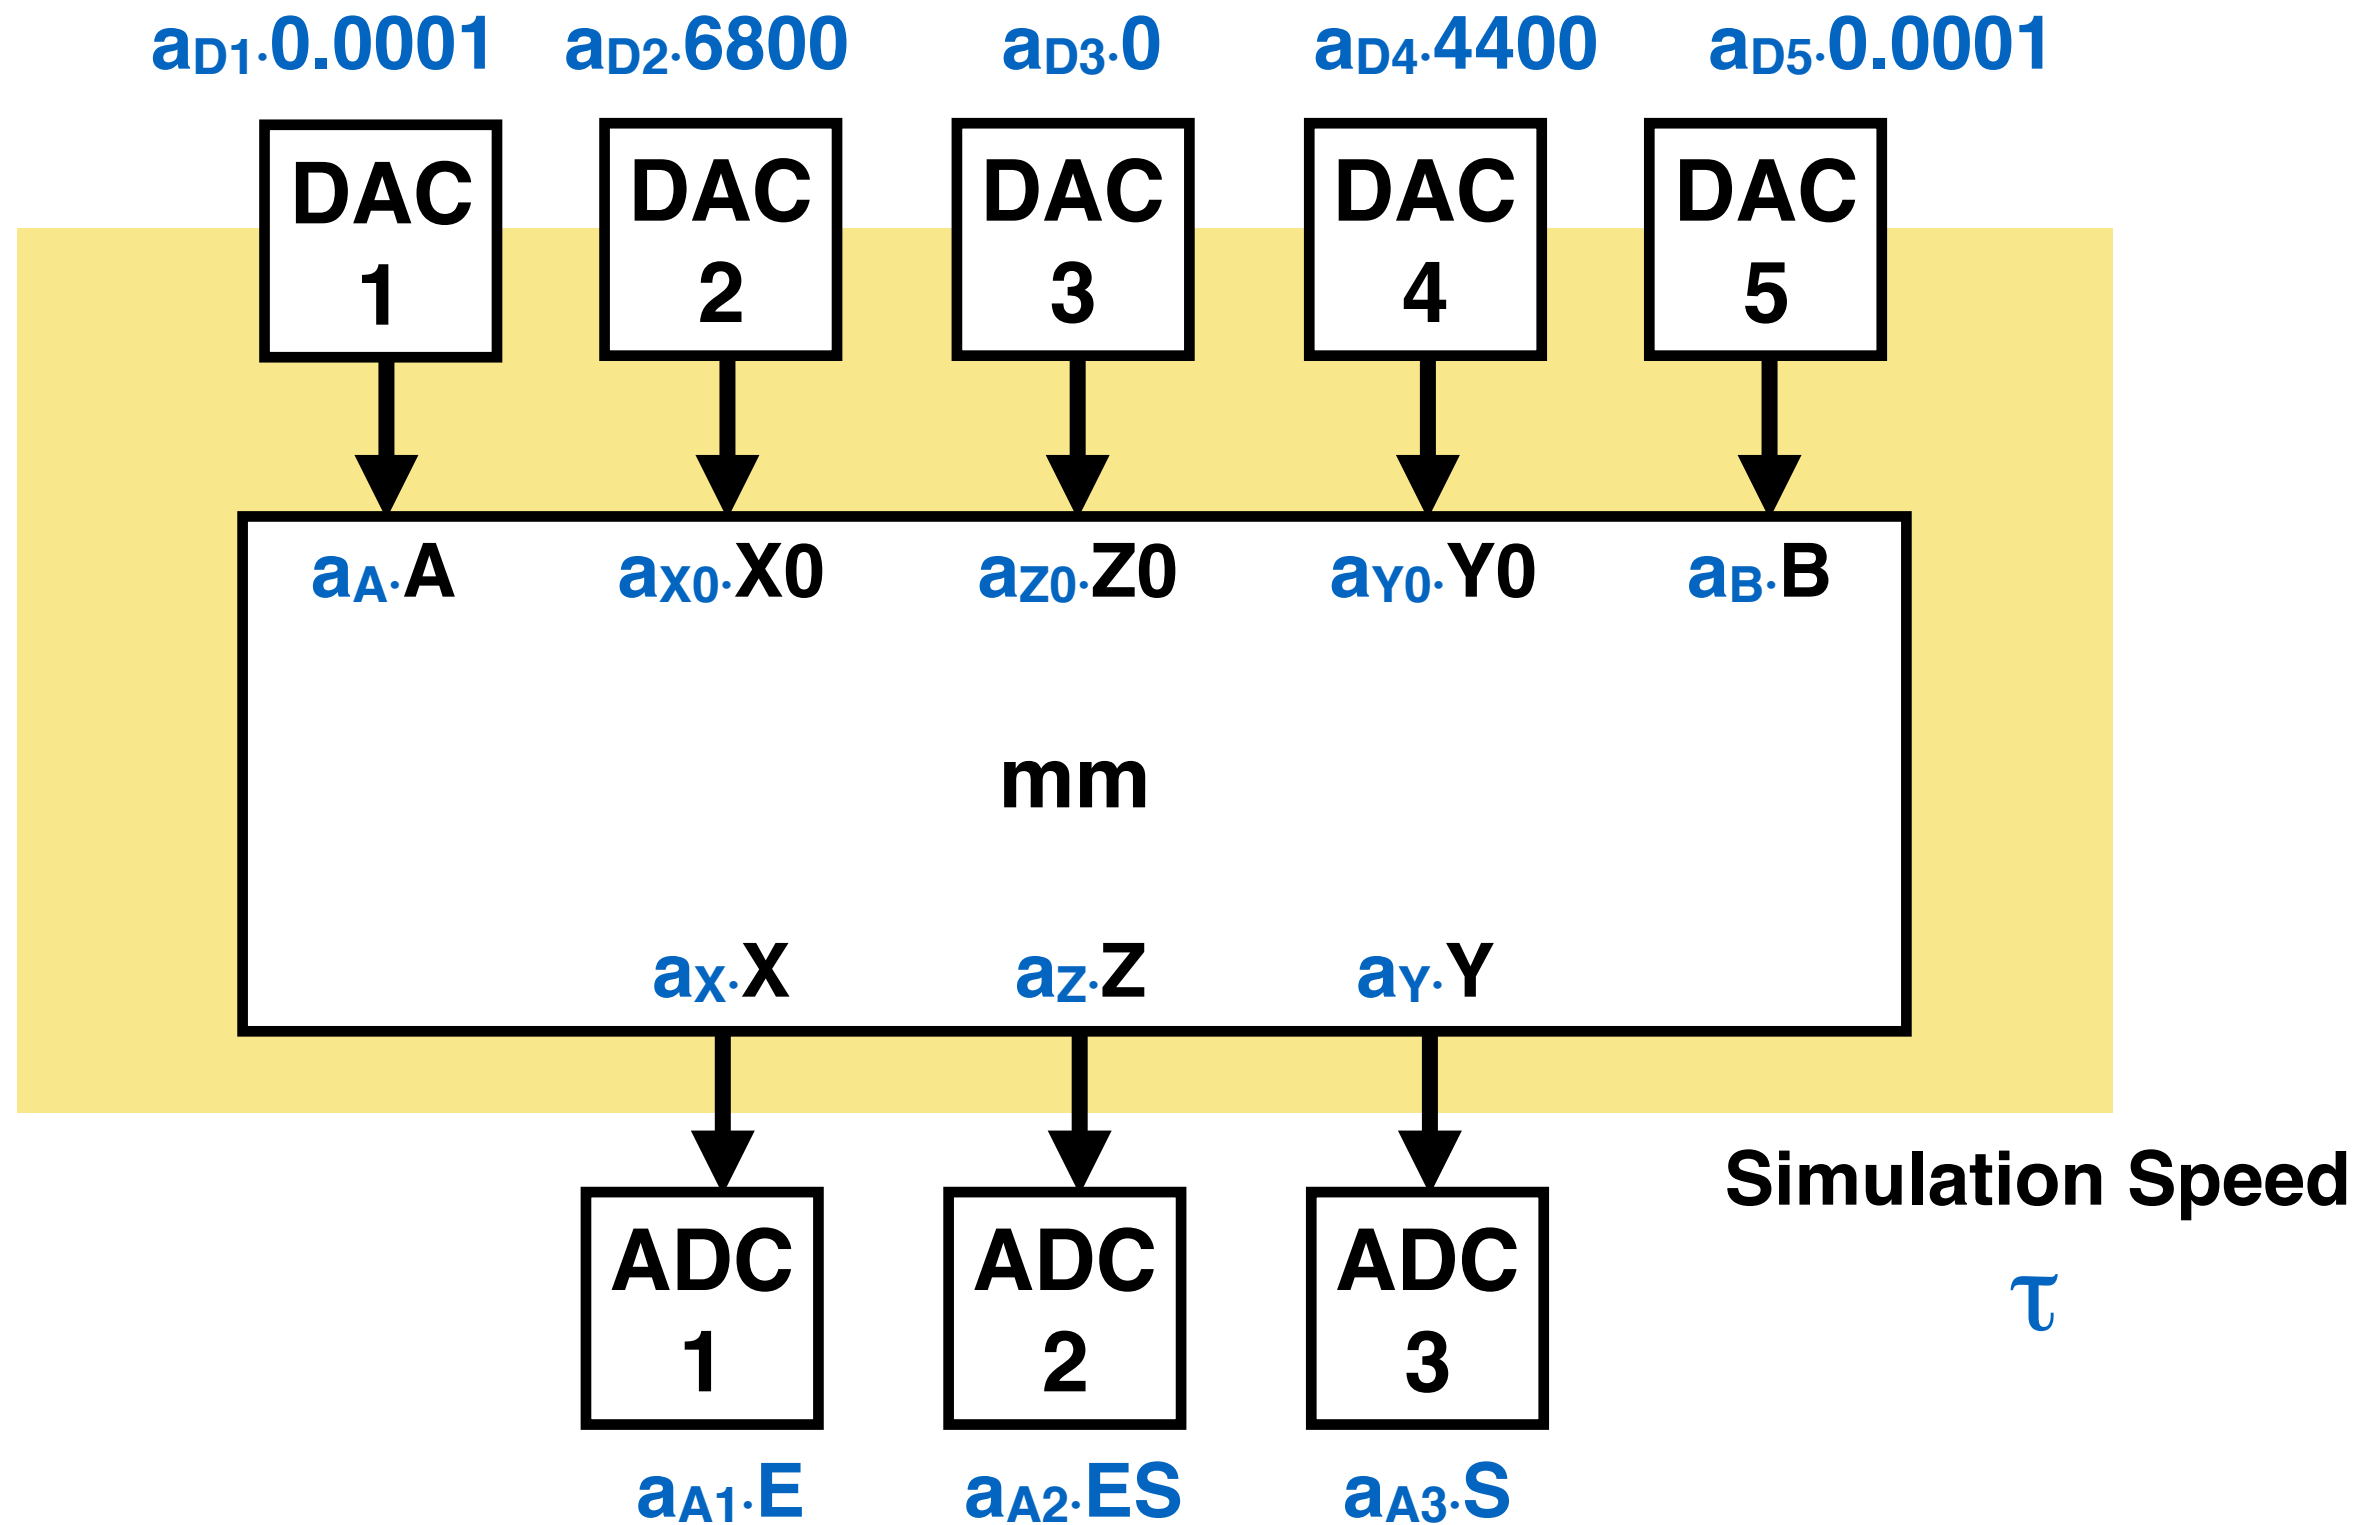 aD1·0.0001 aD2·6800 aD3·0 aD4·4400 aD5·0.0001
DAC DAC DAC DAC DAC
1 2 3 4 5
aA·A aX0·X0 aZ0·Z0 aY0·Y0 aB·B
mm
aX·X aZ·Z aY·Y
Simulation Speed
τ
ADC ADC ADC
1 2 3
aA1·E aA2·ES aA3·S